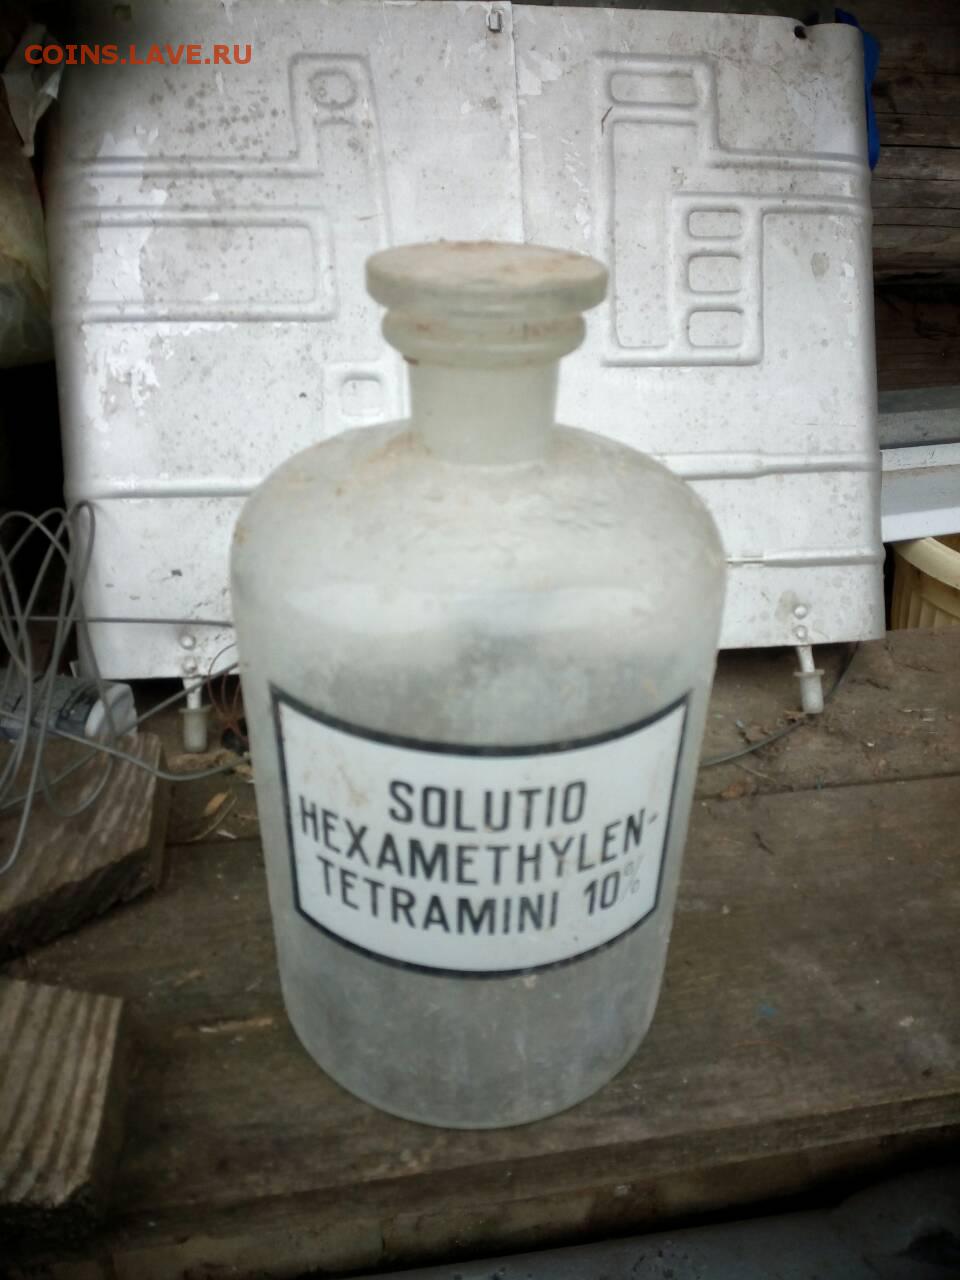 COINS.LAVE.RU
SOLUTIO
HEXAMETHYLEN-
TETRAMINI 10%